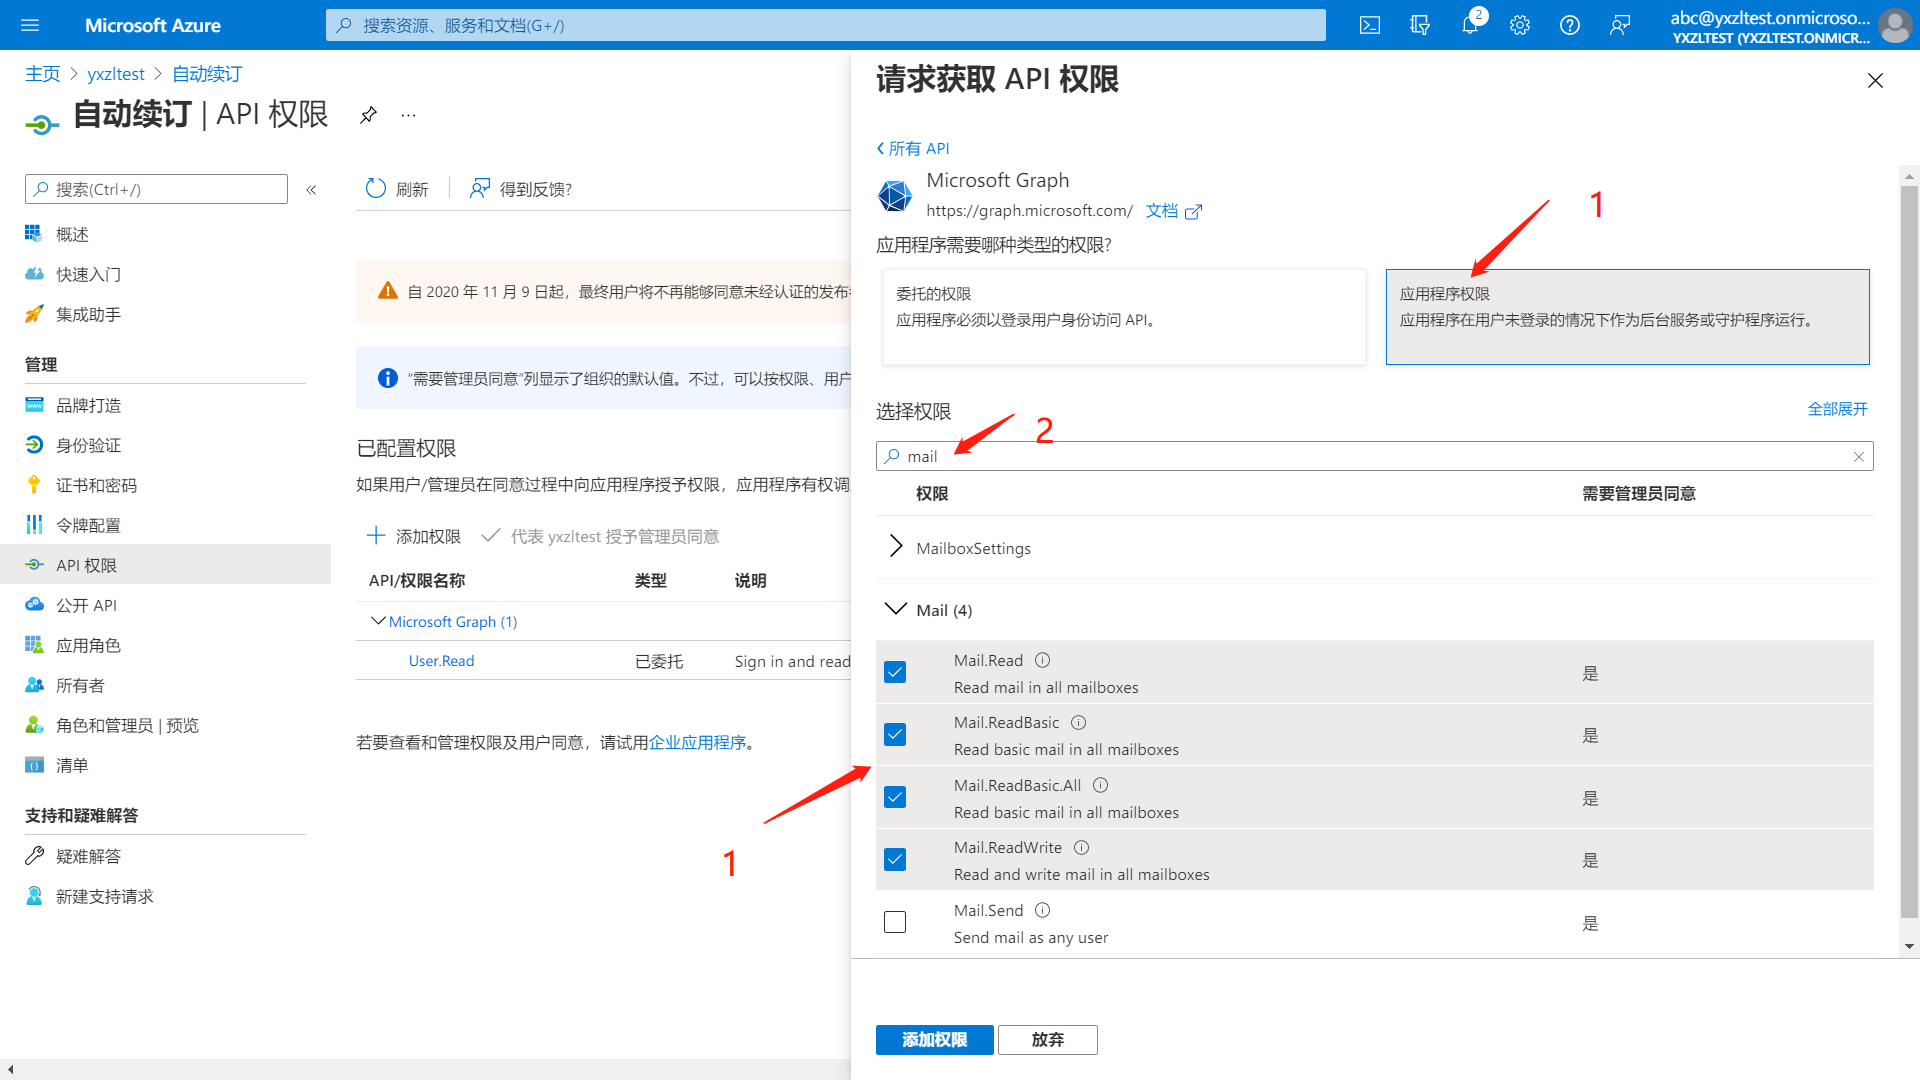 Microsoft Azure
搜索资源、服务和文档(G+/)
2
abc@yxzltest.onmicroso...
YXZLTEST (YXZLTEST.ONMICR...
主页 > yxzltest > 自动续订
自动续订 | API 权限
...
搜索(Ctrl+/)
«
概述
快速入门
集成助手
管理
品牌打造
身份验证
证书和密码
令牌配置
API 权限
公开 API
应用角色
所有者
角色和管理员 | 预览
清单
支持和疑难解答
疑难解答
新建支持请求
刷新
得到反馈?
自 2020 年 11 月 9 日起，最终用户将不再能够同意未经认证的发布
“需要管理员同意”列显示了组织的默认值。不过，可以按权限、用户
已配置权限
如果用户/管理员在同意过程中向应用程序授予权限，应用程序有权调
添加权限
代表 yxzltest 授予管理员同意
API/权限名称 类型 说明
Microsoft Graph (1)
User.Read 已委托 Sign in and read
若要查看和管理权限及用户同意，请试用企业应用程序。
1
请求获取 API 权限
所有 API
Microsoft Graph
https://graph.microsoft.com/ 文档
1
应用程序需要哪种类型的权限?
委托的权限
应用程序必须以登录用户身份访问 API。
应用程序权限
应用程序在用户未登录的情况下作为后台服务或守护程序运行。
选择权限
全部展开
2
mail
权限 需要管理员同意
MailboxSettings
Mail (4)
Mail.Read
Read mail in all mailboxes
是
Mail.ReadBasic
Read basic mail in all mailboxes
是
Mail.ReadBasic.All
Read basic mail in all mailboxes
是
Mail.ReadWrite
Read and write mail in all mailboxes
是
Mail.Send
Send mail as any user
是
添加权限
放弃